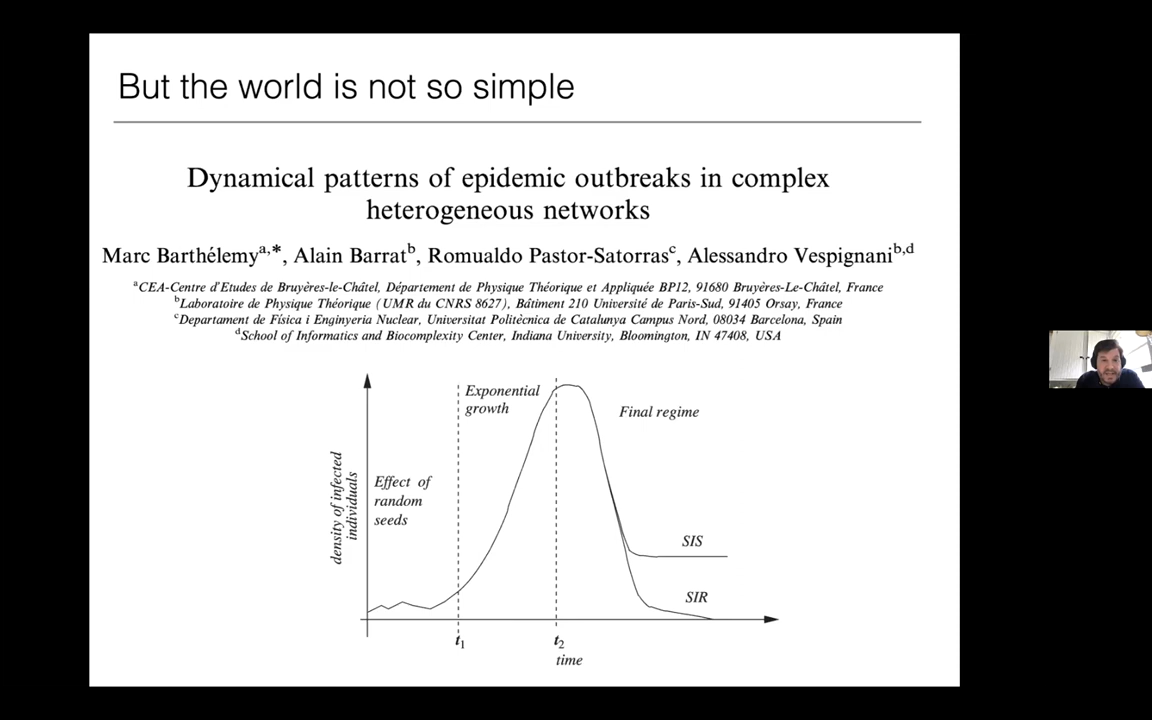 But the world is not so simple
Dynamical patterns of epidemic outbreaks in complex
heterogeneous networks
Marc Barthélemyᵃ,*, Alain Barratᵇ, Romualdo Pastor-Satorrasᶜ, Alessandro Vespignaniᵇ,ᵈ
ᵃCEA-Centre d'Etudes de Bruyères-le-Châtel, Département de Physique Théorique et Appliquée BP12, 91680 Bruyères-Le-Châtel, France
ᵇLaboratoire de Physique Théorique (UMR du CNRS 8627), Bâtiment 210 Université de Paris-Sud, 91405 Orsay, France
ᶜDepartament de Física i Enginyeria Nuclear, Universitat Politècnica de Catalunya Campus Nord, 08034 Barcelona, Spain
ᵈSchool of Informatics and Biocomplexity Center, Indiana University, Bloomington, IN 47408, USA
Exponential
growth
Final regime
density of infected
individuals
Effect of
random
seeds
SIS
SIR
t₁
t₂
time